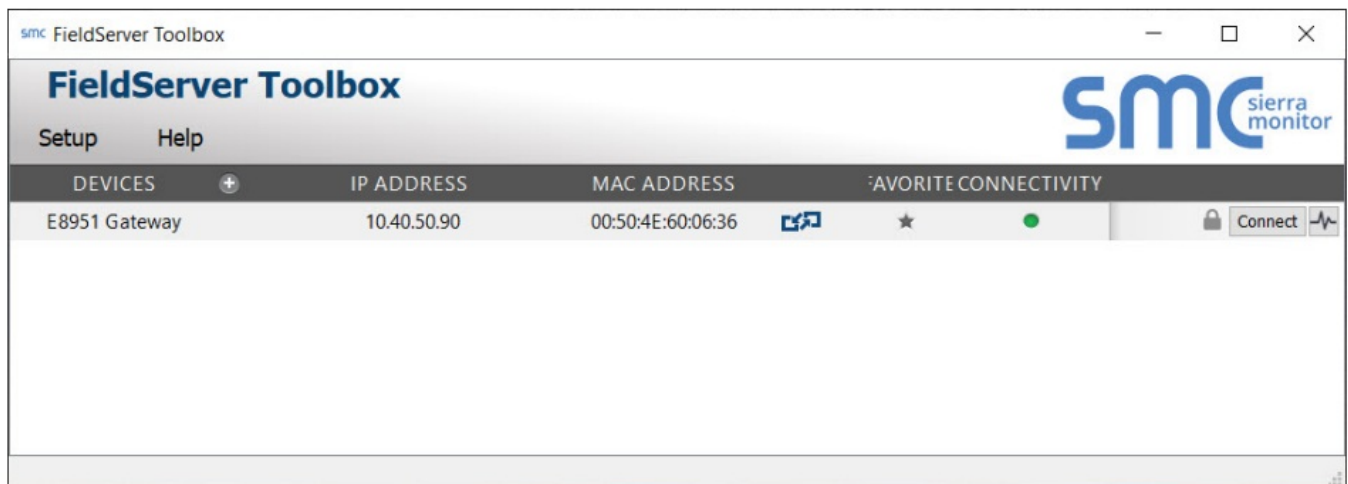 smc FieldServer Toolbox
FieldServer Toolbox
smc sierra monitor
Setup Help
DEVICES IP ADDRESS MAC ADDRESS FAVORITE CONNECTIVITY
E8951 Gateway 10.40.50.90 00:50:4E:60:06:36 Connect